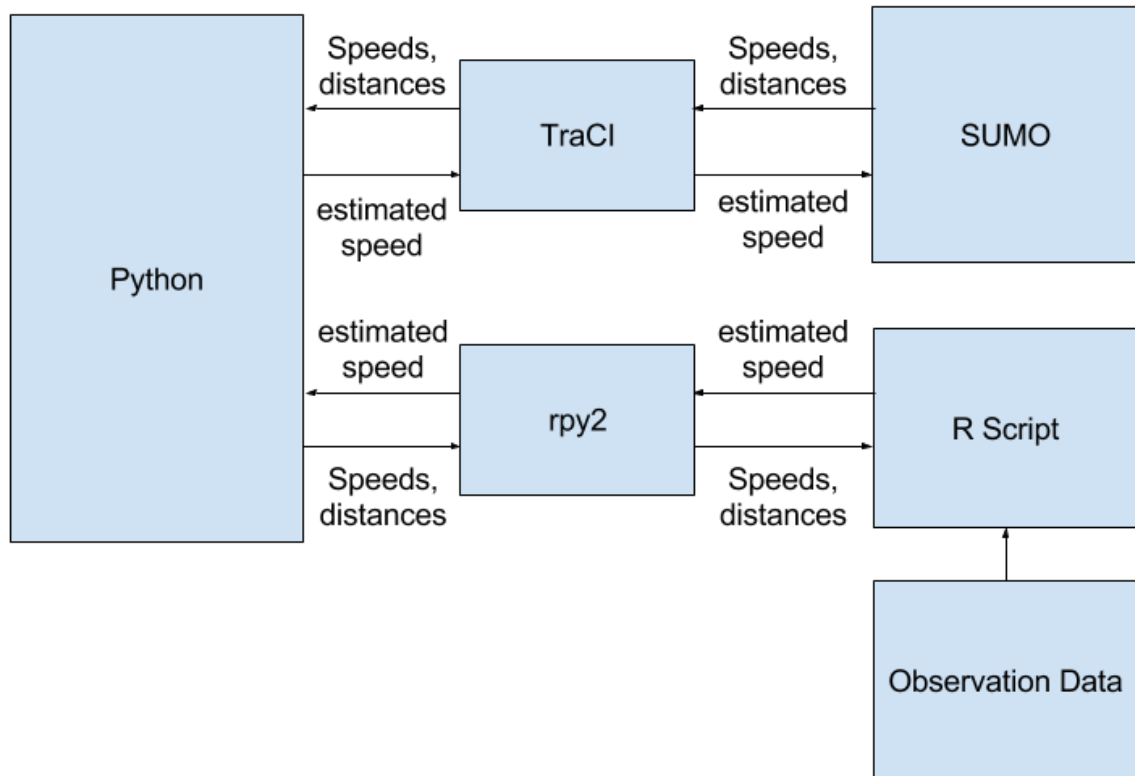 Speeds,
distances
Speeds,
distances
TraCI
SUMO
estimated
speed
estimated
speed
Python
estimated
speed
estimated
speed
rpy2
R Script
Speeds,
distances
Speeds,
distances
Observation Data